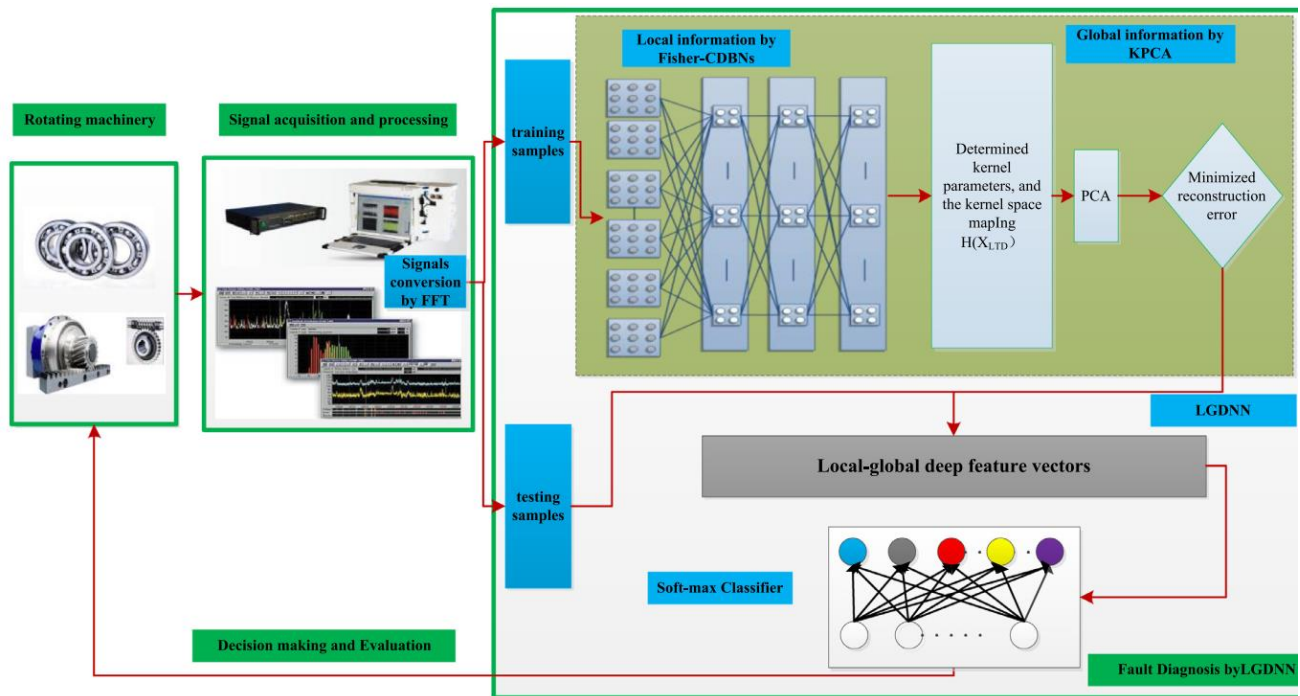 Local information by
Fisher-CDBNs
Global information by
KPCA
Rotating machinery
Signal acquisition and processing
training
samples
Signals
conversion
by FFT
Determined
kernel
parameters, and
the kernel space
mapIng
H(X_LTD）
PCA
Minimized
reconstruction
error
LGDNN
testing
samples
Local-global deep feature vectors
Soft-max Classifier
Decision making and Evaluation
Fault Diagnosis byLGDNN